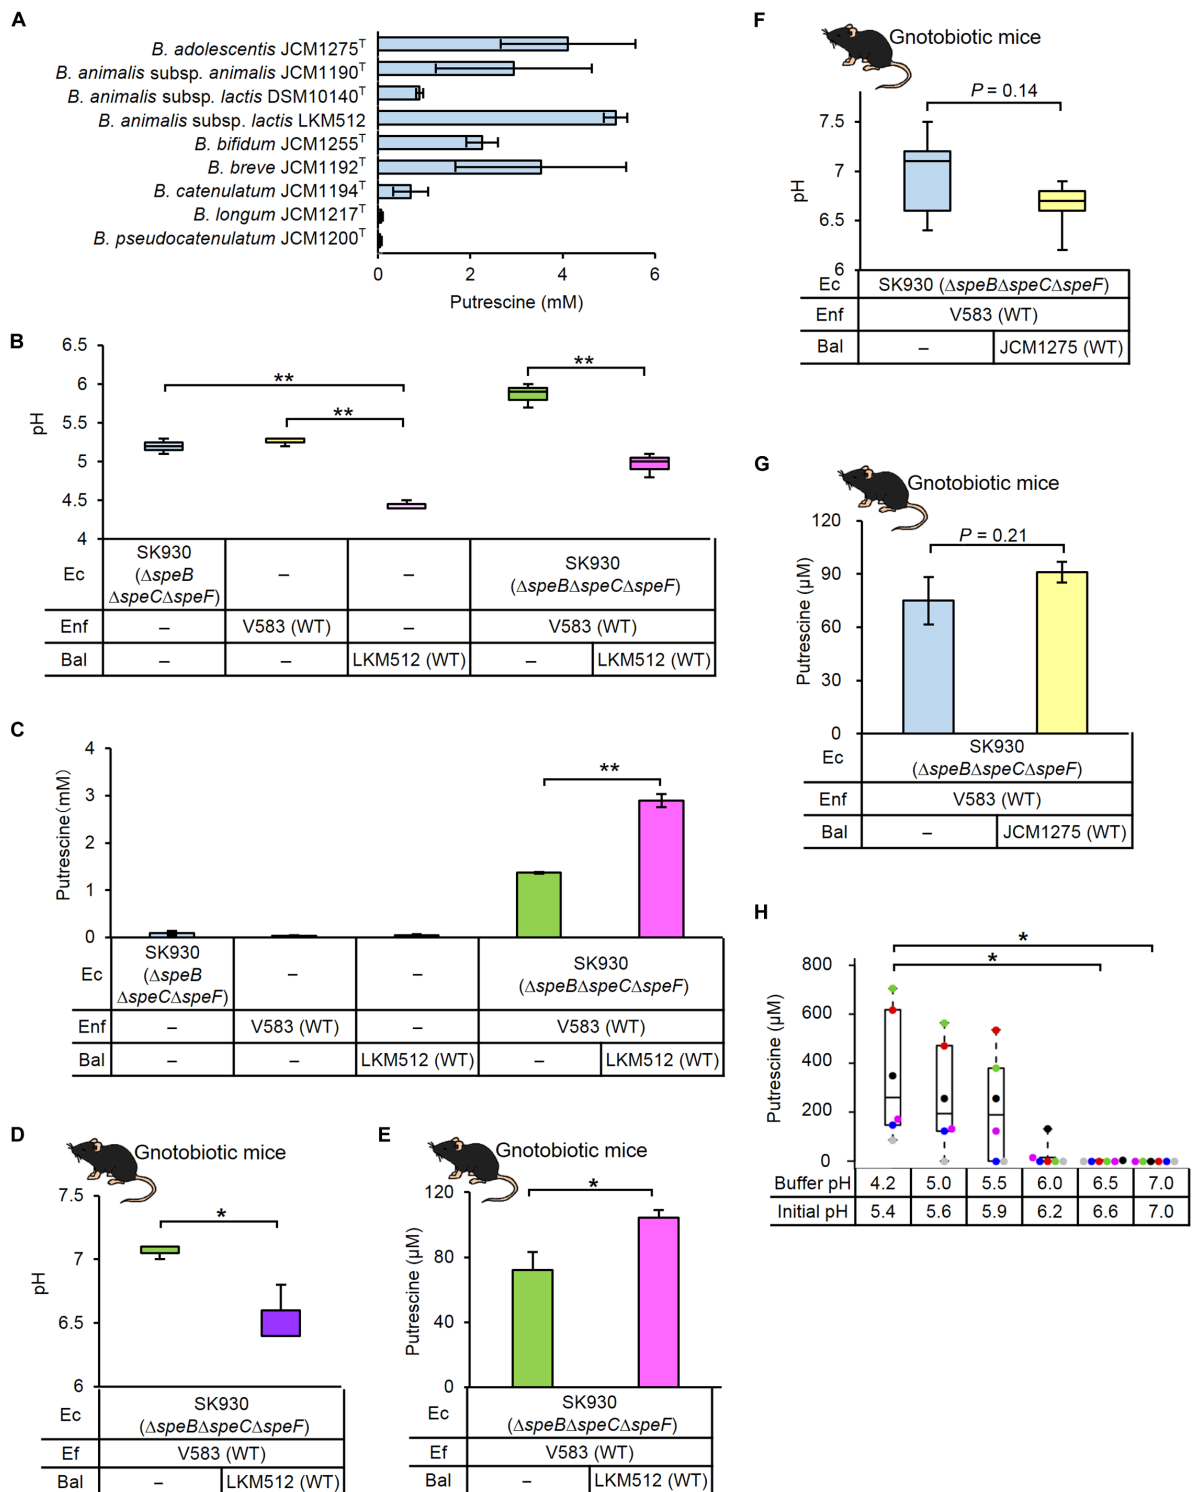 A
B. adolescentis JCM1275T
B. animalis subsp. animalis JCM1190T
B. animalis subsp. lactis DSM10140T
B. animalis subsp. lactis LKM512
B. bifidum JCM1255T
B. breve JCM1192T
B. catenulatum JCM1194T
B. longum JCM1217T
B. pseudocatenulatum JCM1200T
0 2 4 6
Putrescine (mM)
B
6.5
6
5.5
5
4.5
4
pH
**
**
**
Ec
SK930
(ΔspeB
ΔspeCΔspeF)
–
–
SK930
(ΔspeBΔspeCΔspeF)
Enf – V583 (WT) – V583 (WT)
Bal – – LKM512 (WT) – LKM512 (WT)
C
4
3
2
1
0
Putrescine (mM)
**
Ec
SK930
(ΔspeB
ΔspeCΔspeF)
–
–
SK930
(ΔspeBΔspeCΔspeF)
Enf – V583 (WT) – V583 (WT)
Bal – – LKM512 (WT) – LKM512 (WT)
D
Gnotobiotic mice
7.5
7
6.5
6
pH
*
Ec
SK930
(ΔspeBΔspeCΔspeF)
Ef V583 (WT)
Bal – LKM512 (WT)
E
Gnotobiotic mice
120
80
40
0
Putrescine (µM)
*
Ec
SK930
(ΔspeBΔspeCΔspeF)
Ef V583 (WT)
Bal – LKM512 (WT)
F
Gnotobiotic mice
P = 0.14
7.5
7
6.5
6
pH
Ec SK930 (ΔspeBΔspeCΔspeF)
Enf V583 (WT)
Bal – JCM1275 (WT)
G
Gnotobiotic mice
120
90
60
30
0
Putrescine (µM)
P = 0.21
Ec
SK930
(ΔspeBΔspeCΔspeF)
Enf V583 (WT)
Bal – JCM1275 (WT)
H
*
*
800
600
400
200
0
Putrescine (µM)
Buffer pH 4.2 5.0 5.5 6.0 6.5 7.0
Initial pH 5.4 5.6 5.9 6.2 6.6 7.0